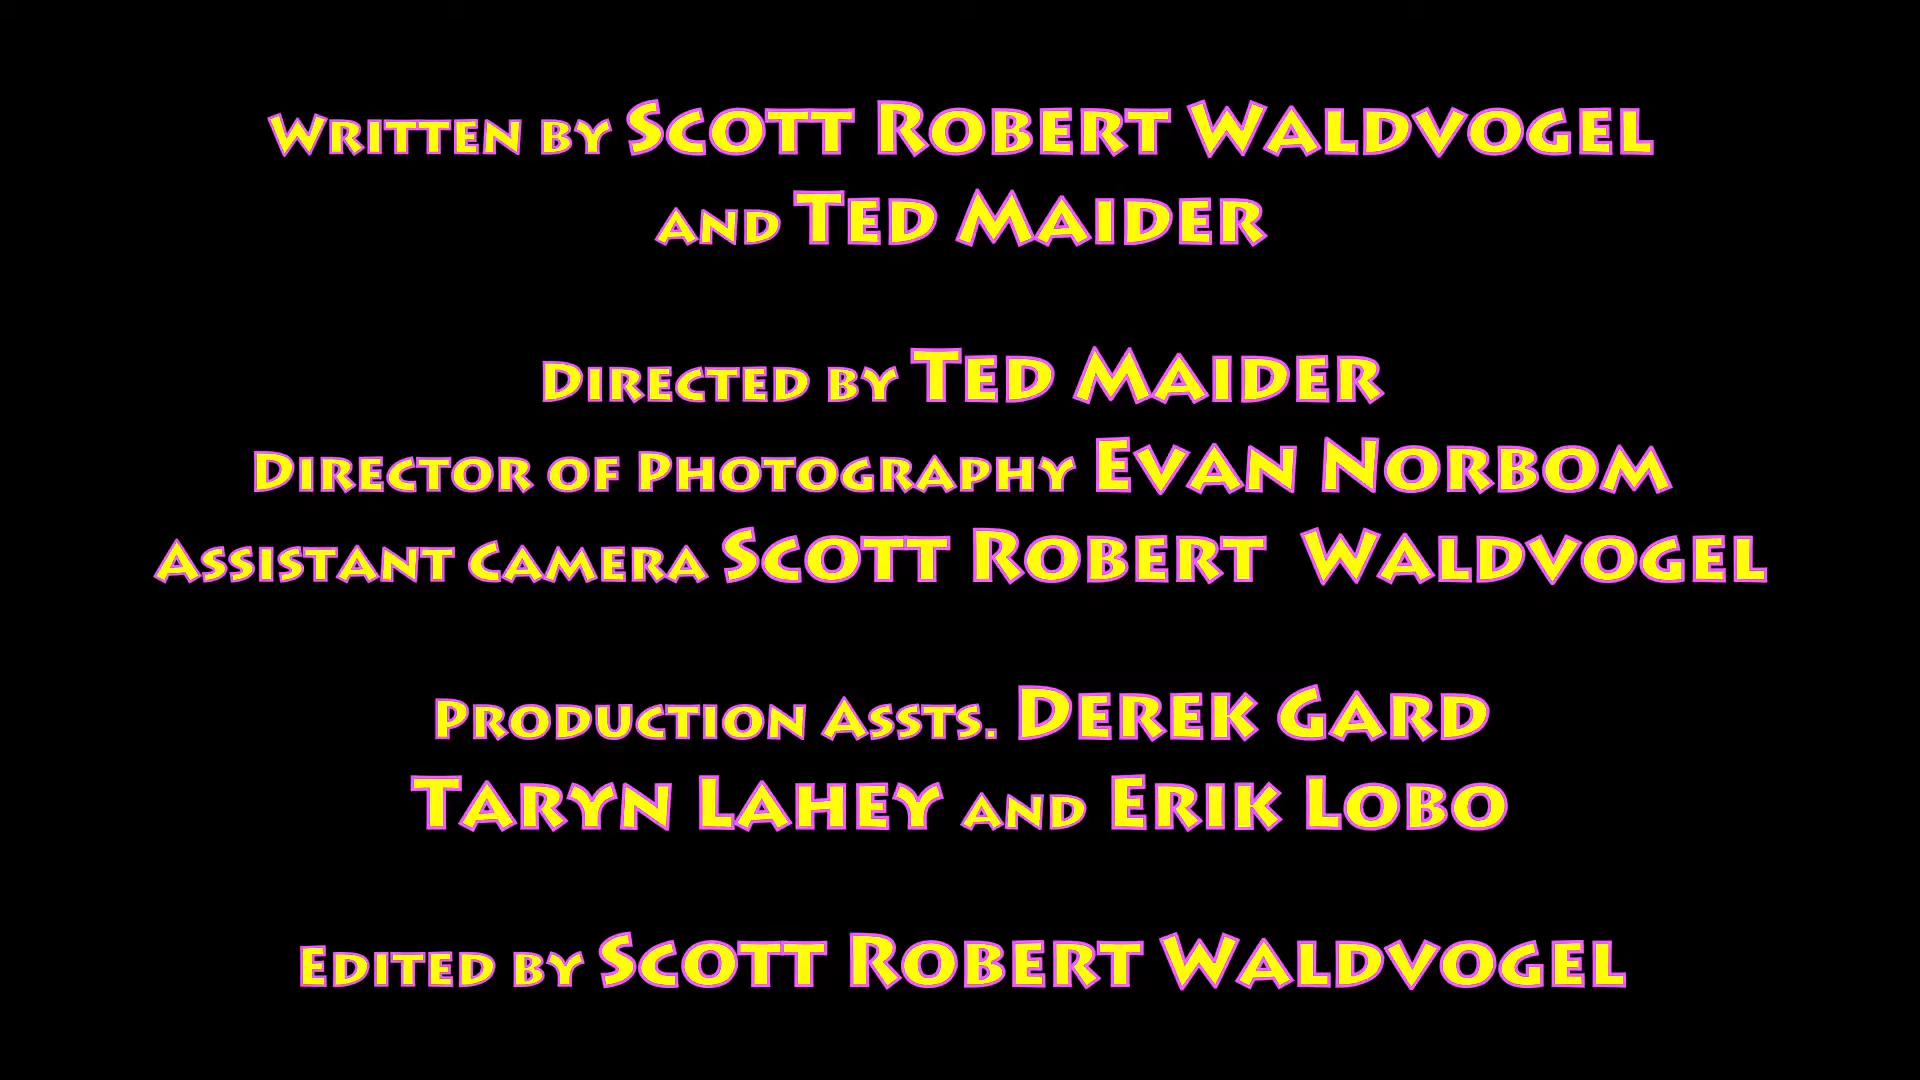 Written by Scott Robert Waldvogel
and Ted Maider
Directed by Ted Maider
Director of Photography Evan Norbom
Assistant Camera Scott Robert Waldvogel
Production Assts. Derek Gard
Taryn Lahey and Erik Lobo
Edited by Scott Robert Waldvogel